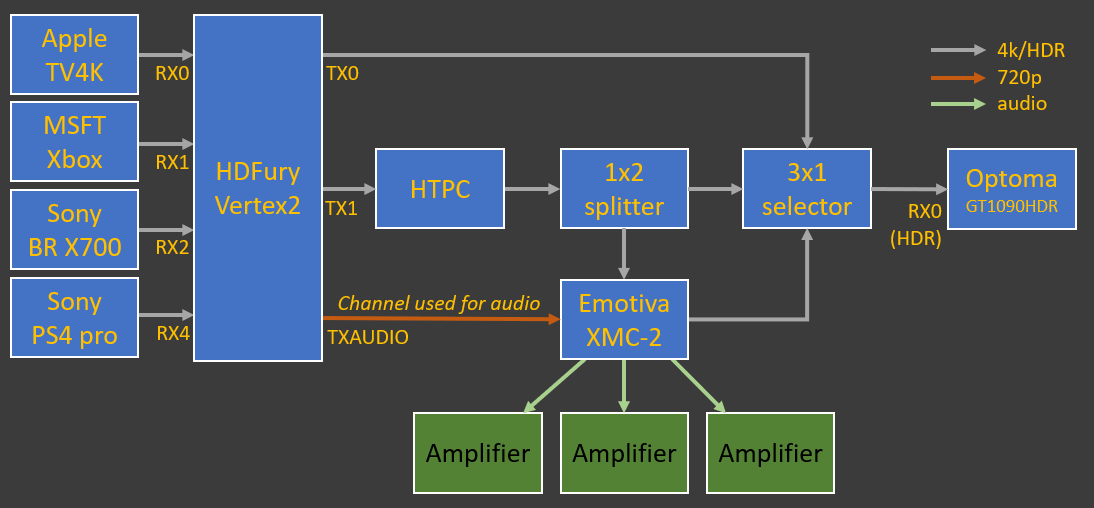 Apple
TV4K
RX0
MSFT
Xbox
RX1
Sony
BR X700
RX2
Sony
PS4 pro
RX4
HDFury
Vertex2
TX0
TX1
HTPC
1x2
splitter
3x1
selector
RX0
(HDR)
Optoma
GT1090HDR
4k/HDR
720p
audio
Channel used for audio
TXAUDIO
Emotiva
XMC-2
Amplifier
Amplifier
Amplifier